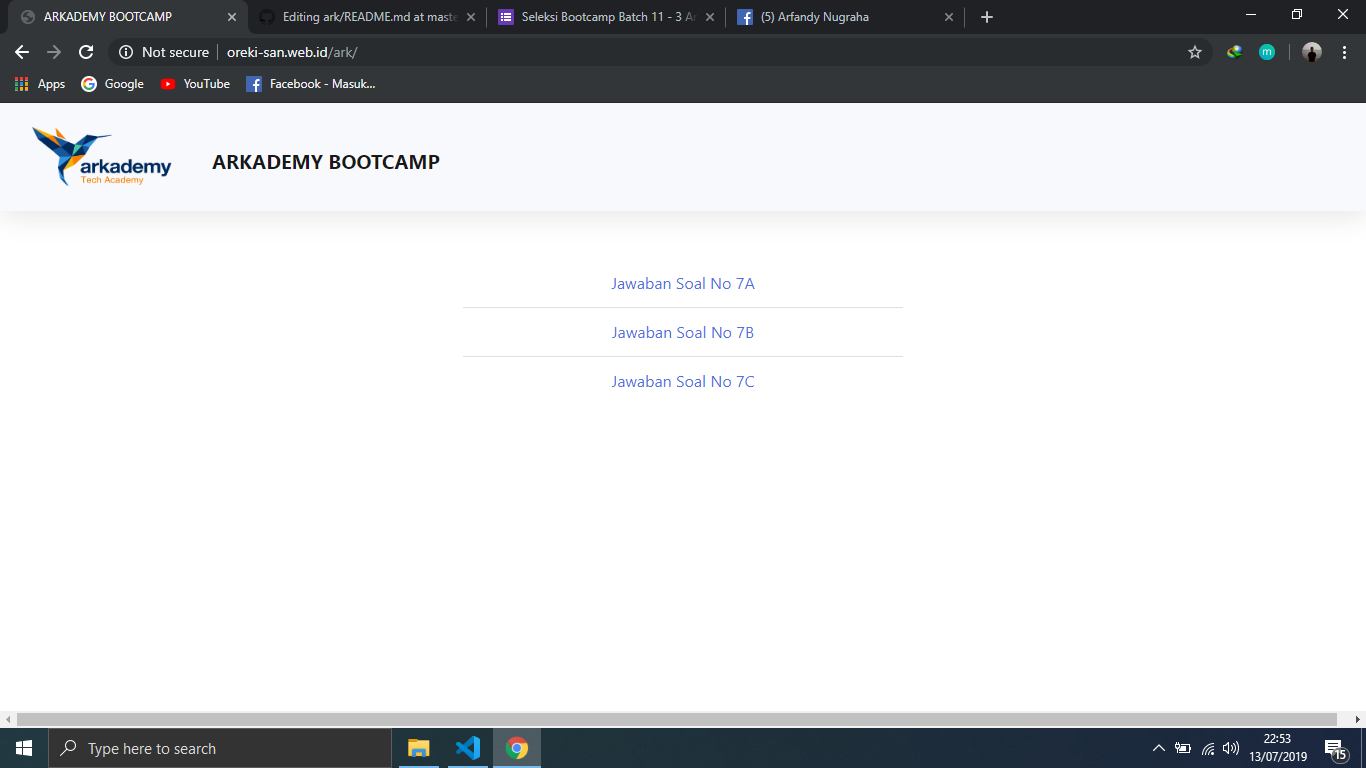 ARKADEMY BOOTCAMP
Editing ark/README.md at maste
Seleksi Bootcamp Batch 11 - 3 Ar
(5) Arfandy Nugraha
Not secure
oreki-san.web.id/ark/
m
Apps
Google
YouTube
Facebook - Masuk...
arkademy
Tech Academy
ARKADEMY BOOTCAMP
Jawaban Soal No 7A
Jawaban Soal No 7B
Jawaban Soal No 7C
Type here to search
22:53
13/07/2019
15